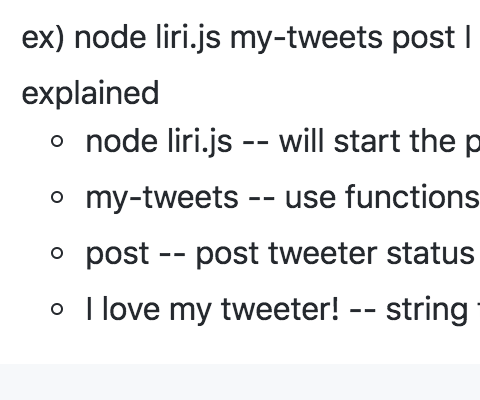 ex) node liri.js my-tweets post I
explained
node liri.js -- will start the
my-tweets -- use functions
post -- post tweeter status
I love my tweeter! -- string